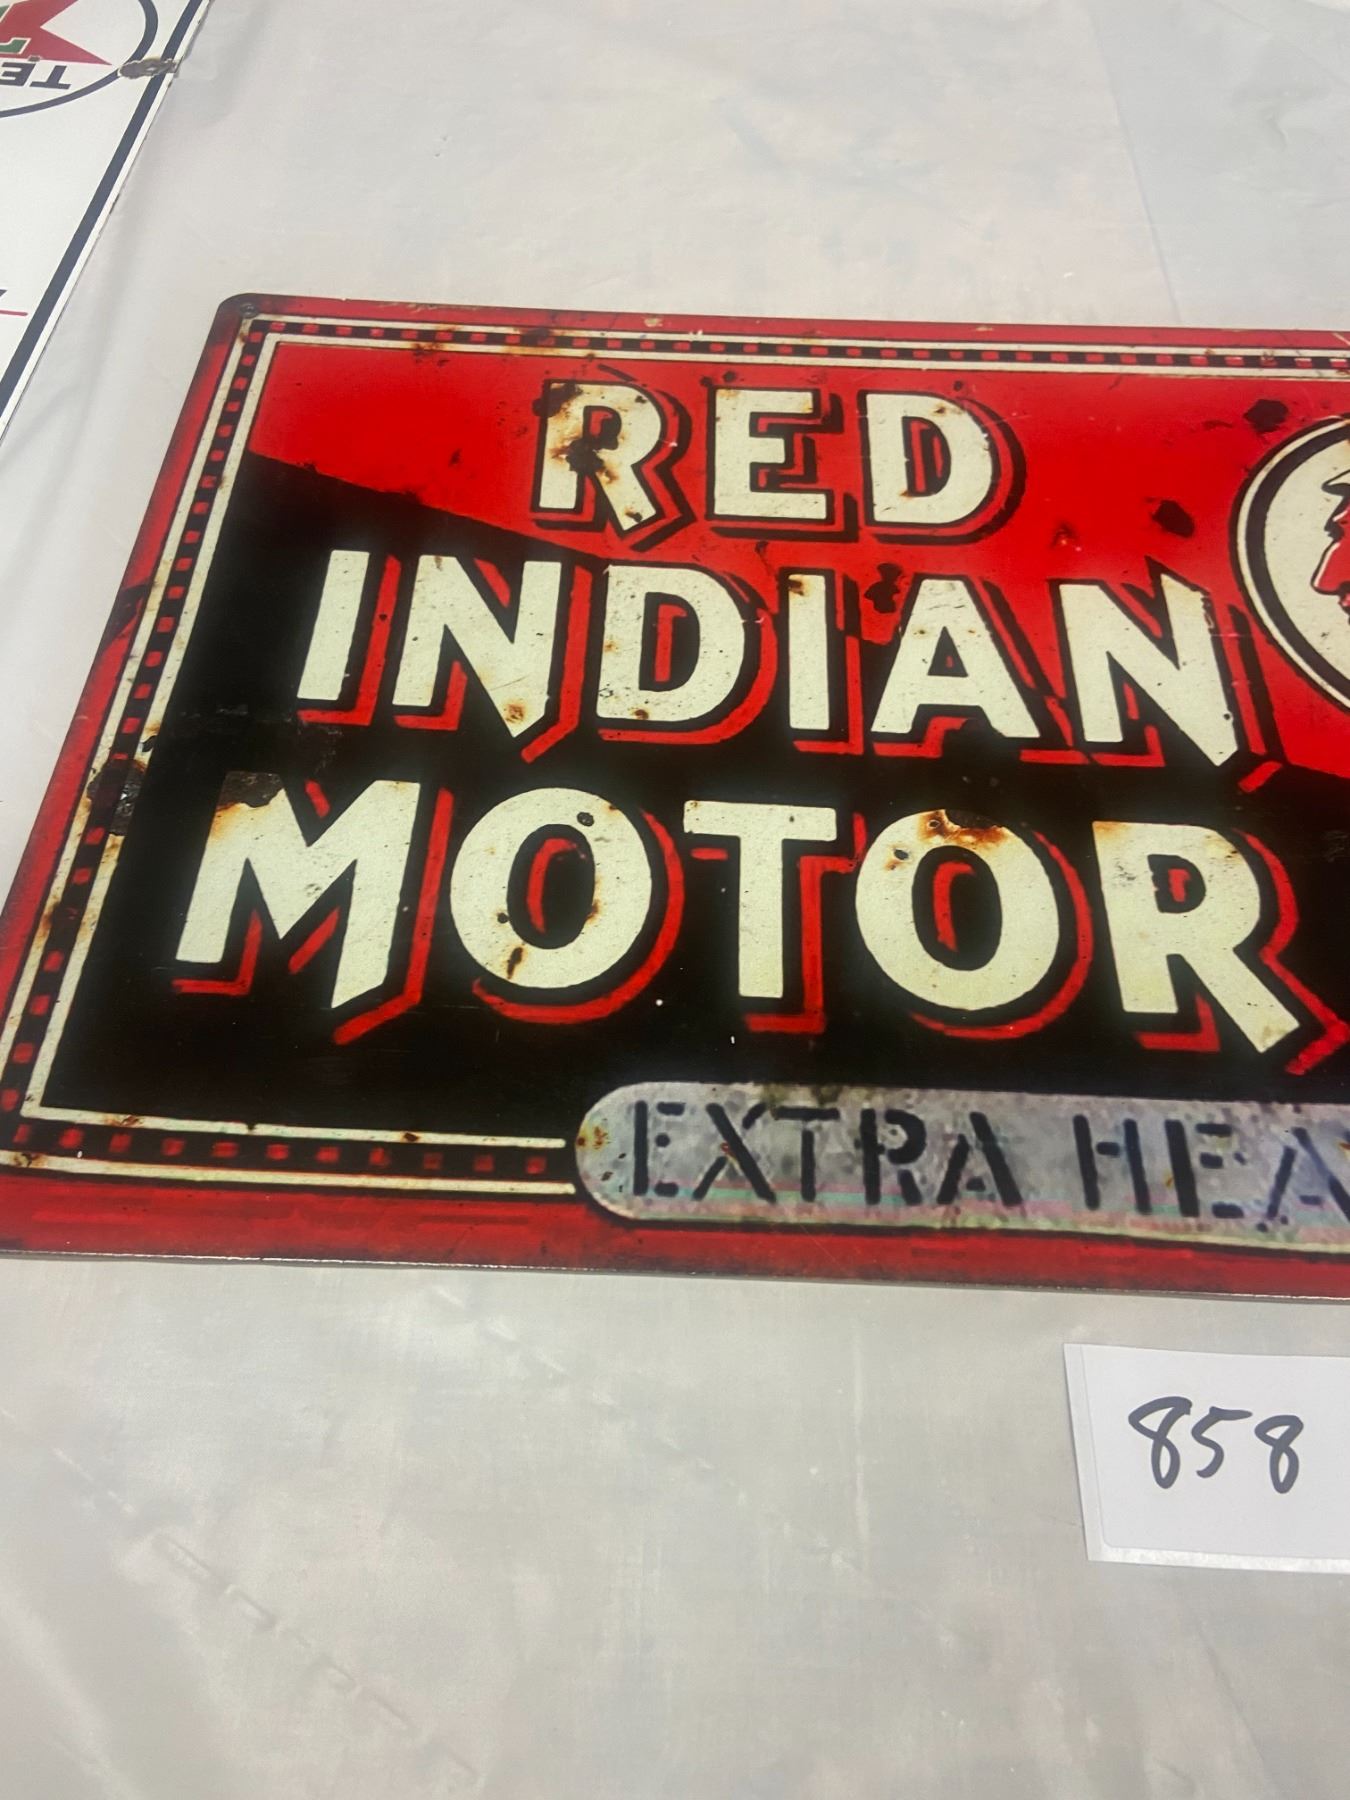 RED
INDIAN
MOTOR
EXTRA HEA
858